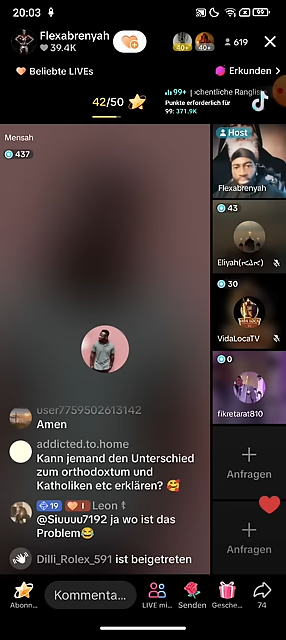 20:03
99
Flexabrenyah
39.4K
40+
40+
619
Beliebte LIVEs
Erkunden
42/50
99+
chentliche Ranglis
Punkte erforderlich für
99: 371.9K
Mensah
437
Host
Flexabrenyah
43
30
VidaLocaTV
0
fikretarat810
Anfragen
Anfragen
user7759502613142
Amen
addicted.to.home
Kann jemand den Unterschied
zum orthodoxtum und
Katholiken etc erklären? 🥰
19
I
Leon
@Siuuuu7192 ja wo ist das
Problem😂
Dilli_Rolex_591 ist beigetreten
Abonn...
Kommenta...
LIVE mi...
Senden
Gesche...
74